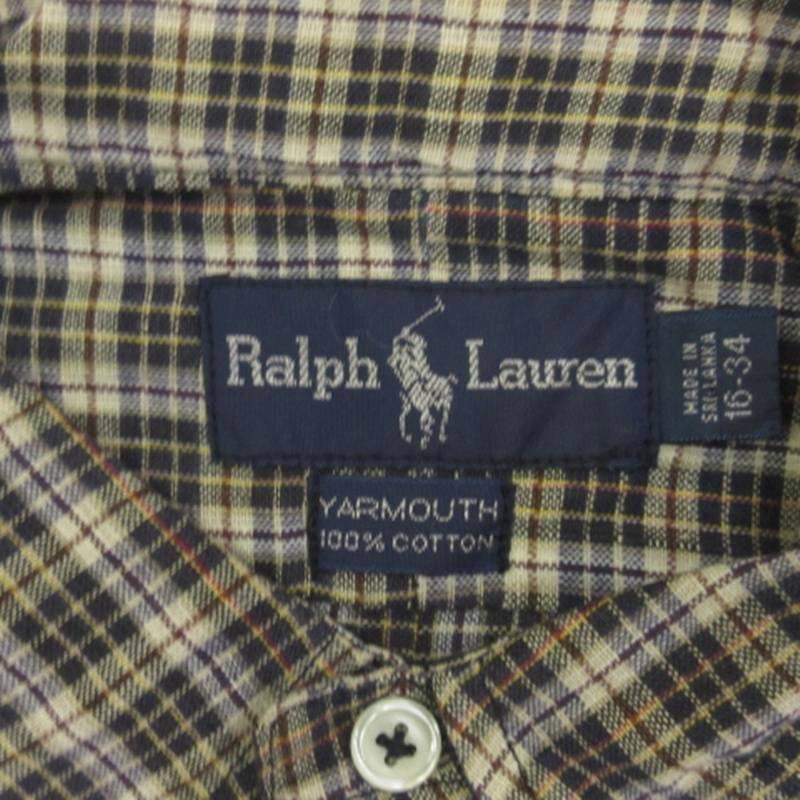 Ralph Lauren
MADE IN
SRI LANKA
16-34
YARMOUTH
100% COTTON